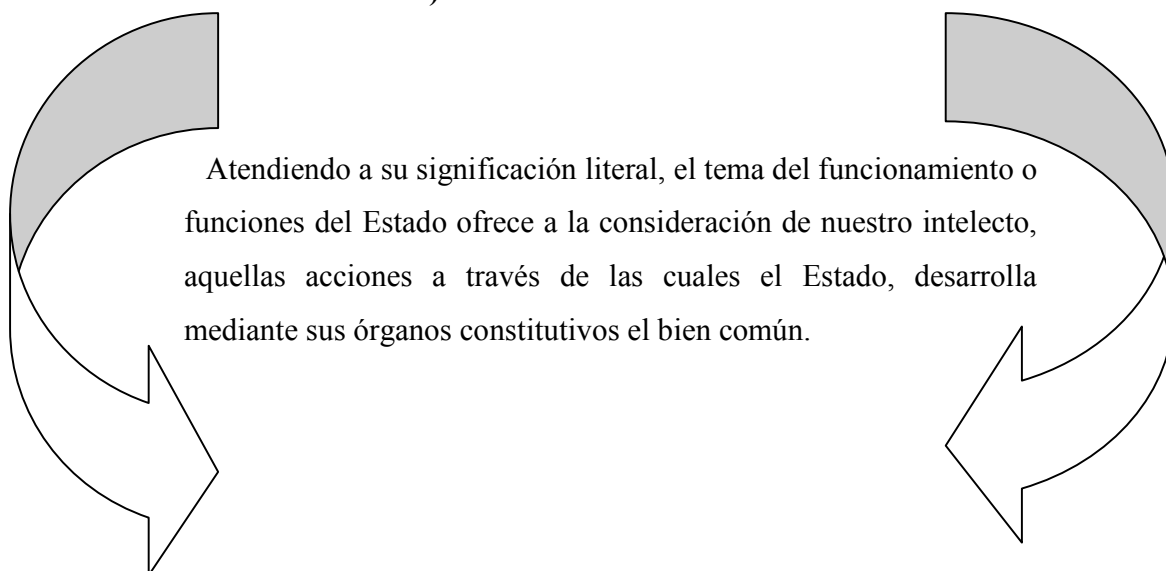 Atendiendo a su significación literal, el tema del funcionamiento o
funciones del Estado ofrece a la consideración de nuestro intelecto,
aquellas acciones a través de las cuales el Estado, desarrolla
mediante sus órganos constitutivos el bien común.